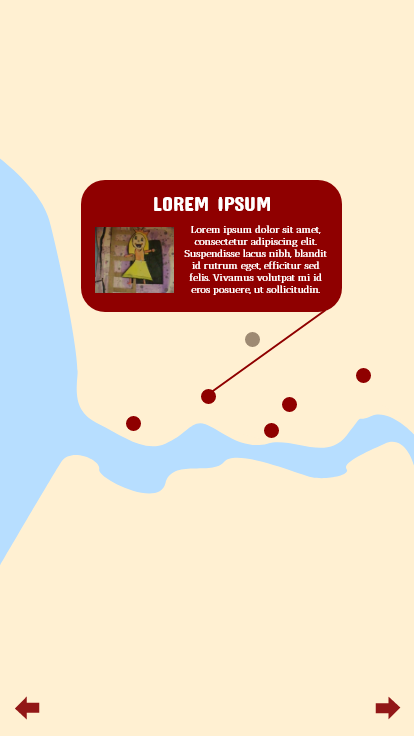 LOREM IPSUM
Lorem ipsum dolor sit amet,
consectetur adipiscing elit.
Suspendisse lacus nibh, blandit
id rutrum eget, efficitur sed
felis. Vivamus volutpat mi id
eros posuere, ut sollicitudin.